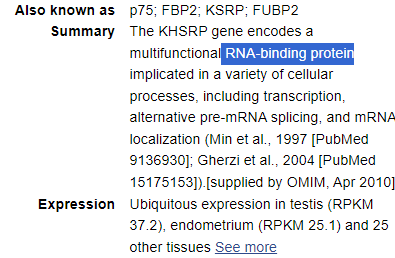 Also known as p75; FBP2; KSRP; FUBP2
Summary The KHSRP gene encodes a
multifunctional RNA-binding protein
implicated in a variety of cellular
processes, including transcription,
alternative pre-mRNA splicing, and mRNA
localization (Min et al., 1997 [PubMed
9136930]; Gherzi et al., 2004 [PubMed
15175153]).[supplied by OMIM, Apr 2010]
Expression Ubiquitous expression in testis (RPKM
37.2), endometrium (RPKM 25.1) and 25
other tissues See more